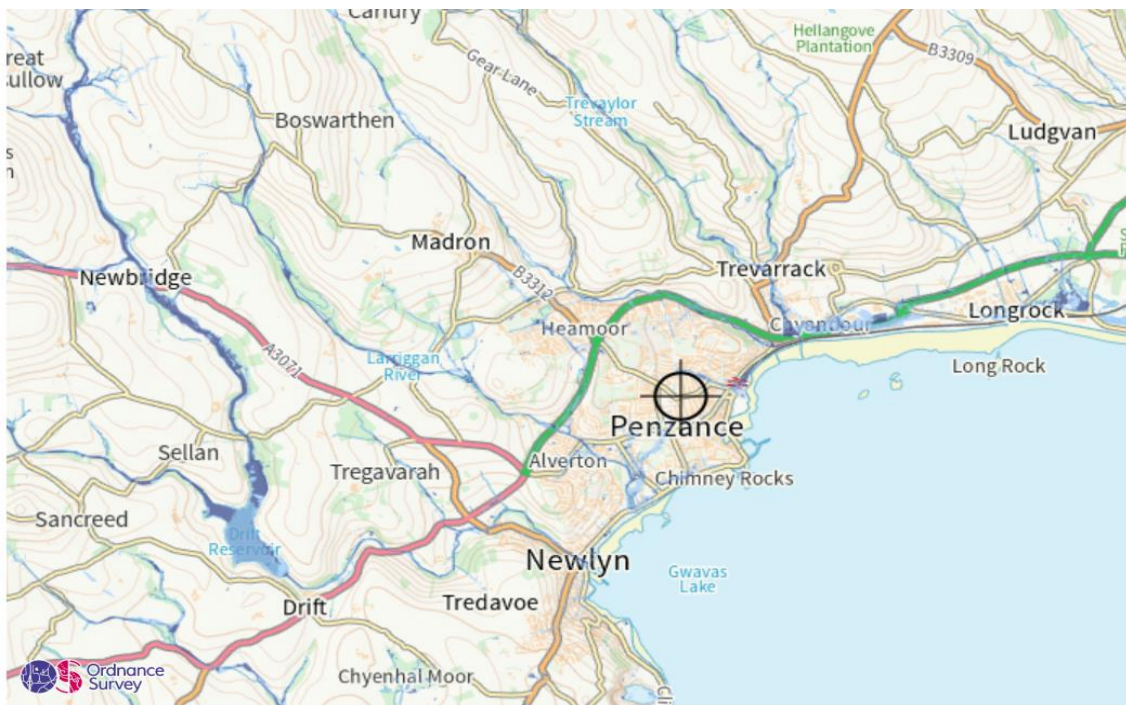 Canury
Hellangove
Plantation
B3309
reat
ullow
Gear Lane
Trevaylor
Stream
Boswarthen
Ludgvan
s
n
Madron
B3312
Trevarrack
Newbridge
Heamoor
Chyandour
Longrock
A3071
Larriggan
River
Long Rock
Penzance
Sellan
Tregavarah
Alverton
Chimney Rocks
Sancreed
Drift
Reservoir
Newlyn
Gwavas
Lake
Drift
Tredavoe
Chyenhal Moor
Ordnance
Survey